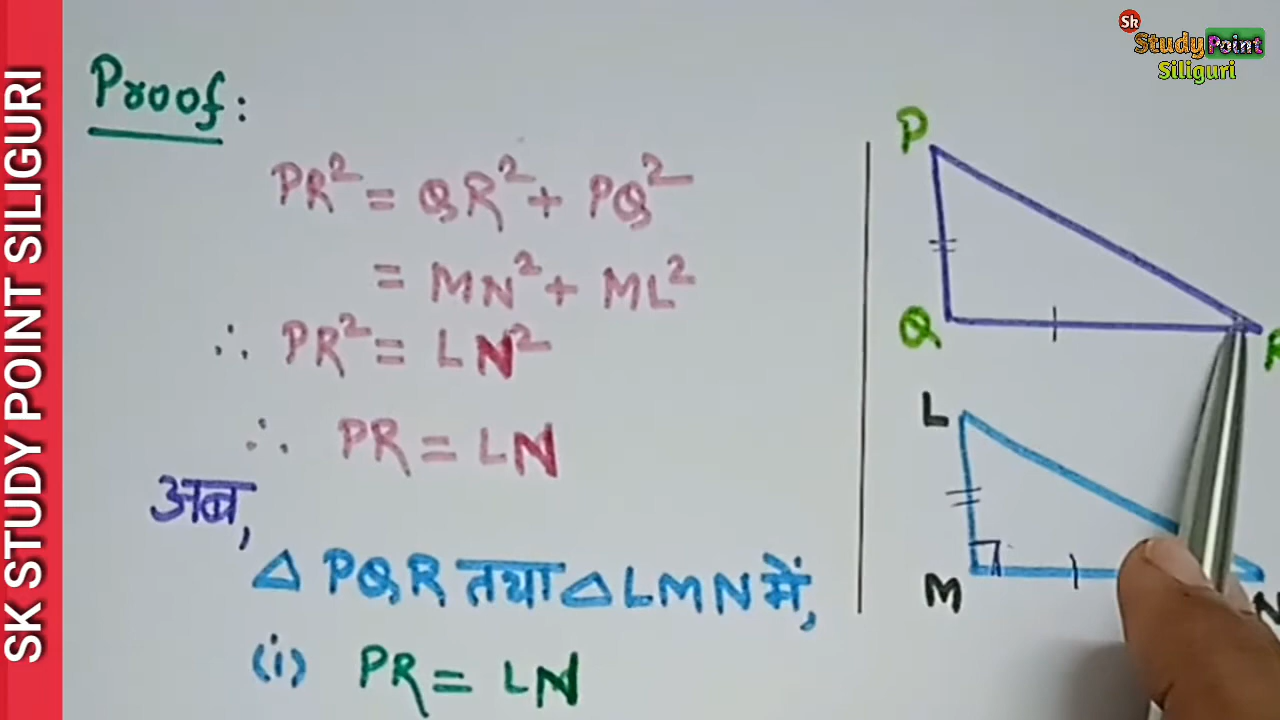 SK STUDY POINT SILIGURI
Sk
Study Point
Siliguri
Proof:
PR² = QR² + PQ²
= MN² + ML²
∴ PR² = LN²
∴ PR = LN
अब,
△ PQR तथा △ LMN में,
(i) PR = LN
P
Q
R
L
M
N